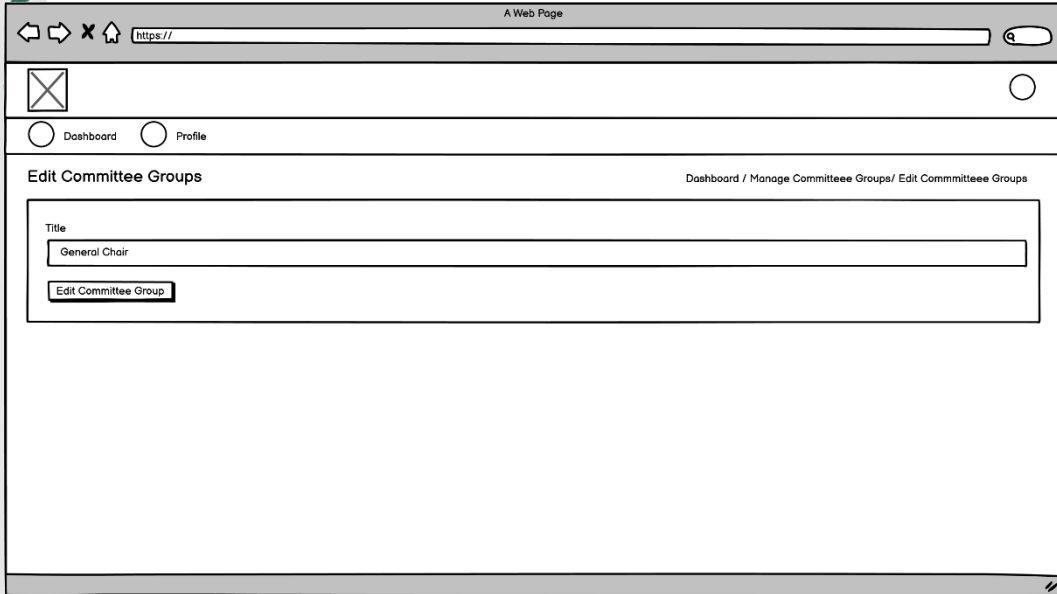 A Web Page
https://
Dashboard Profile
Edit Committee Groups
Dashboard / Manage Committeee Groups/ Edit Commmitteee Groups
Title
General Chair
Edit Committee Group